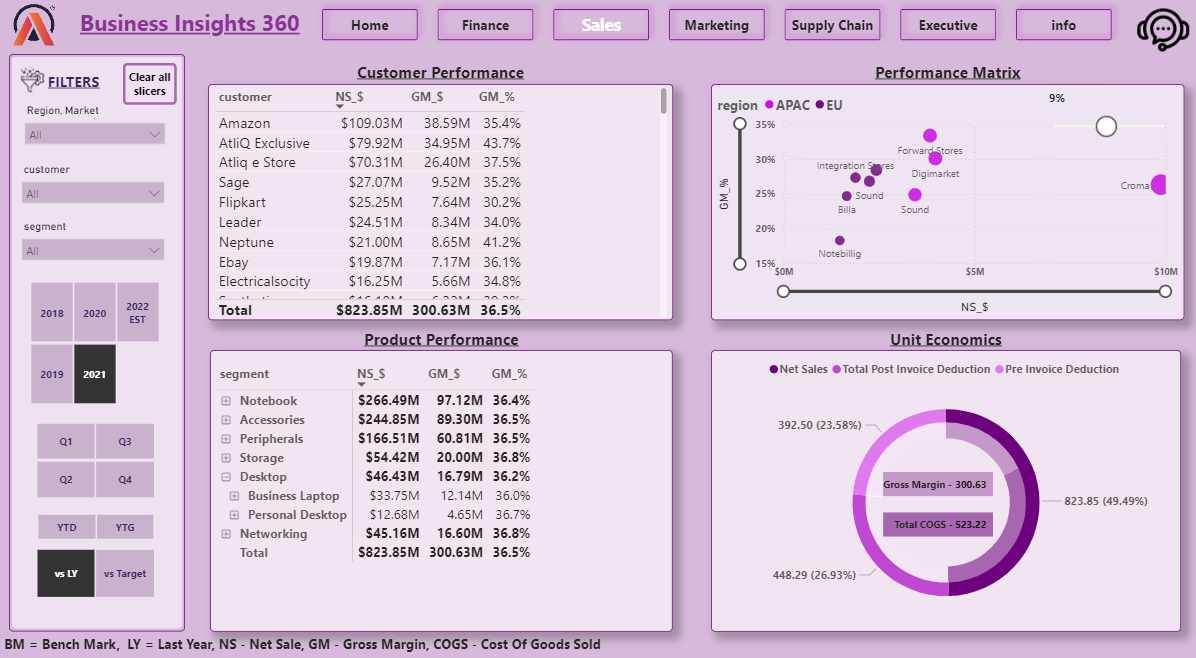 Business Insights 360
Home
Finance
Sales
Marketing
Supply Chain
Executive
info
FILTERS
Clear all
slicers
Region, Market
All
customer
All
segment
All
2018
2020
2022
EST
2019
2021
Q1
Q3
Q2
Q4
YTD
YTG
vs LY
vs Target
Customer Performance
customer NS_$ GM_$ GM_%
Amazon $109.03M 38.59M 35.4%
AtliQ Exclusive $79.92M 34.95M 43.7%
Atliq e Store $70.31M 26.40M 37.5%
Sage $27.07M 9.52M 35.2%
Flipkart $25.25M 7.64M 30.2%
Leader $24.51M 8.34M 34.0%
Neptune $21.00M 8.65M 41.2%
Ebay $19.87M 7.17M 36.1%
Electricalsocity $16.25M 5.66M 34.8%
Total $823.85M 300.63M 36.5%
Performance Matrix
region APAC EU
9%
GM_%
35%
30%
25%
20%
15%
Forward Stores
Integration Stores
Digimarket
Croma
Sound
Billa
Sound
Notebillig
$0M $5M $10M
NS_$
Product Performance
segment NS_$ GM_$ GM_%
Notebook $266.49M 97.12M 36.4%
Accessories $244.85M 89.30M 36.5%
Peripherals $166.51M 60.81M 36.5%
Storage $54.42M 20.00M 36.8%
Desktop $46.43M 16.79M 36.2%
Business Laptop $33.75M 12.14M 36.0%
Personal Desktop $12.68M 4.65M 36.7%
Networking $45.16M 16.60M 36.8%
Total $823.85M 300.63M 36.5%
Unit Economics
Net Sales Total Post Invoice Deduction Pre Invoice Deduction
392.50 (23.58%)
Gross Margin - 300.63
823.85 (49.49%)
Total COGS - 523.22
448.29 (26.93%)
BM = Bench Mark, LY = Last Year, NS - Net Sale, GM - Gross Margin, COGS - Cost Of Goods Sold